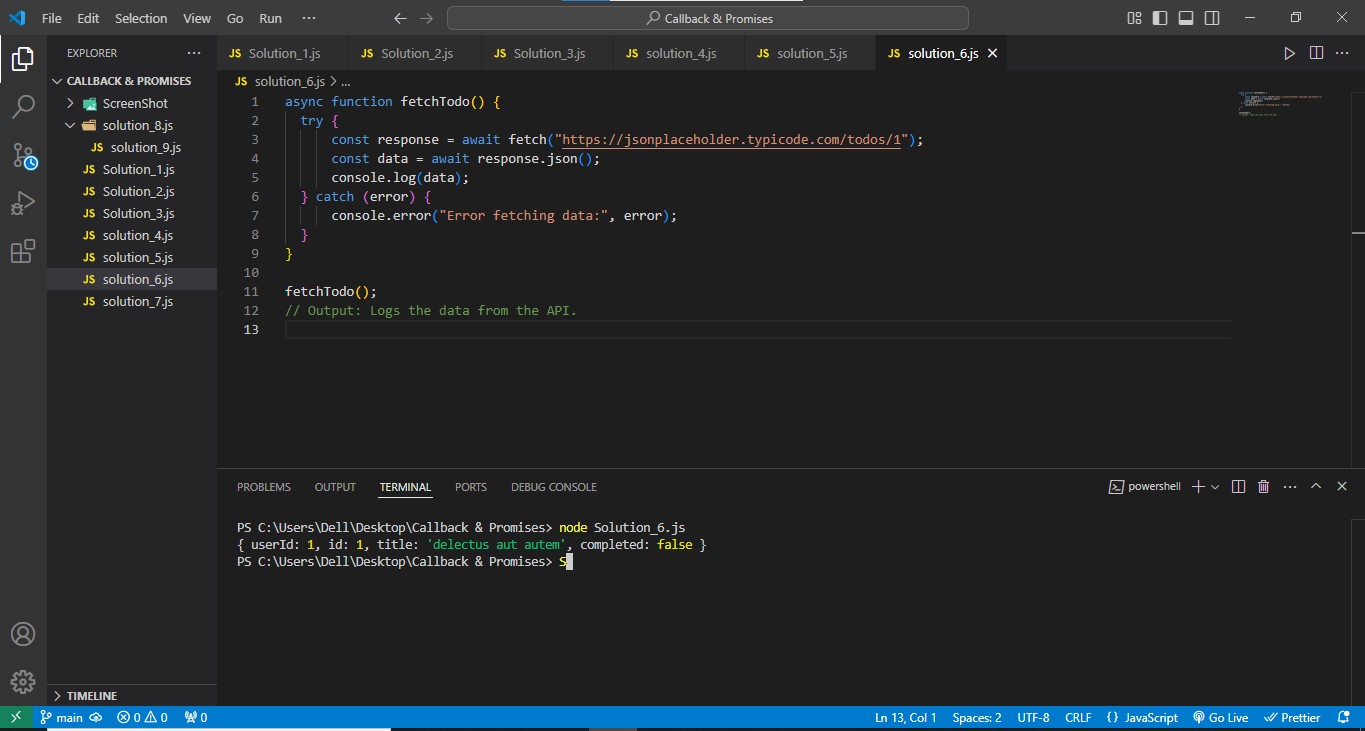 File Edit Selection View Go Run ··· Callback & Promises
EXPLORER ···
CALLBACK & PROMISES
ScreenShot
solution_8.js
JS solution_9.js
JS Solution_1.js
JS Solution_2.js
JS Solution_3.js
JS solution_4.js
JS solution_5.js
JS solution_6.js
JS solution_7.js
TIMELINE
JS Solution_1.js JS Solution_2.js JS Solution_3.js JS solution_4.js JS solution_5.js JS solution_6.js
JS solution_6.js > ...
1 async function fetchTodo() {
2 try {
3 const response = await fetch("https://jsonplaceholder.typicode.com/todos/1");
4 const data = await response.json();
5 console.log(data);
6 } catch (error) {
7 console.error("Error fetching data:", error);
8 }
9 }
10
11 fetchTodo();
12 // Output: Logs the data from the API.
13
PROBLEMS OUTPUT TERMINAL PORTS DEBUG CONSOLE powershell
PS C:\Users\Dell\Desktop\Callback & Promises> node Solution_6.js
{ userId: 1, id: 1, title: 'delectus aut autem', completed: false }
PS C:\Users\Dell\Desktop\Callback & Promises> S
main 0 0 0 Ln 13, Col 1 Spaces: 2 UTF-8 CRLF {} JavaScript Go Live Prettier